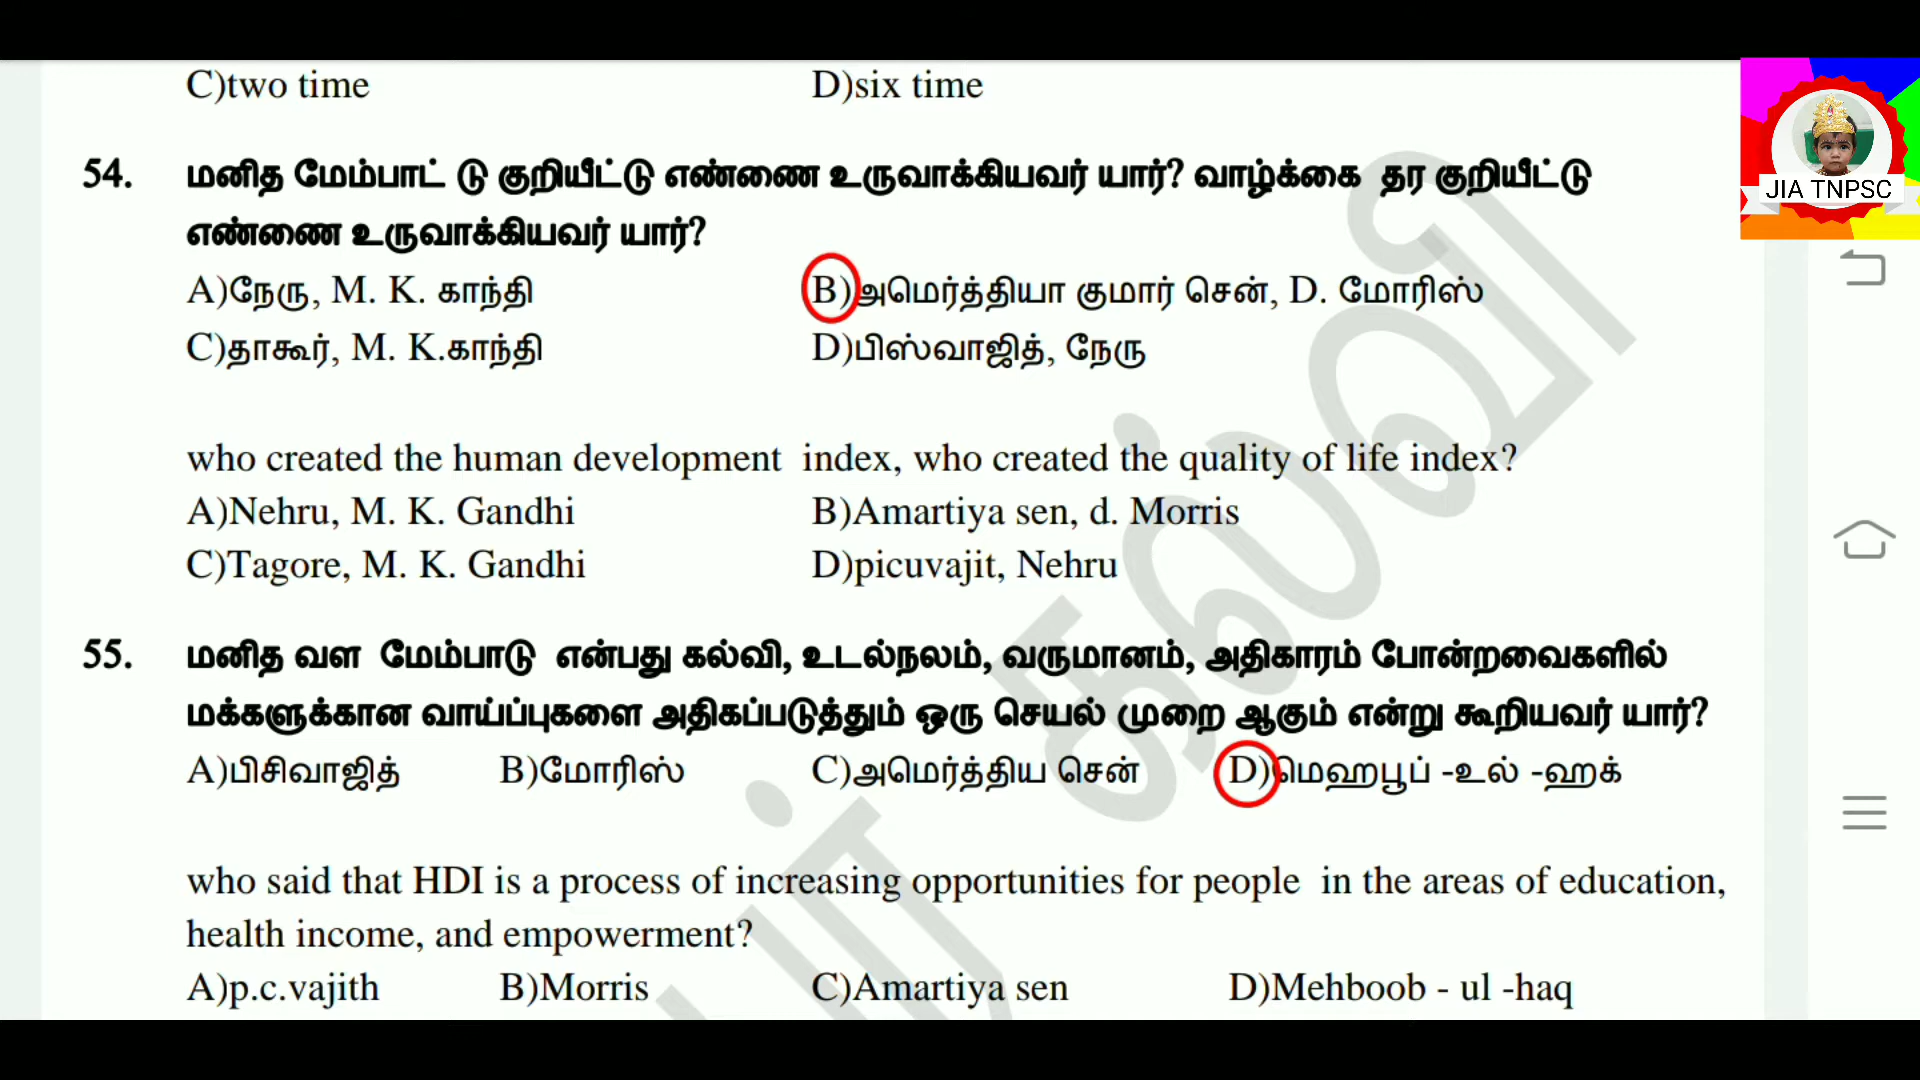 C)two time D)six time
JIA TNPSC
54. மனித மேம்பாட் டு குறியீட்டு எண்ணை உருவாக்கியவர் யார்? வாழ்க்கை தர குறியீட்டு
எண்ணை உருவாக்கியவர் யார்?
A)நேரு, M. K. காந்தி B)அமெர்த்தியா குமார் சென், D. மோரிஸ்
C)தாகூர், M. K.காந்தி D)பிஸ்வாஜித், நேரு
who created the human development index, who created the quality of life index?
A)Nehru, M. K. Gandhi B)Amartiya sen, d. Morris
C)Tagore, M. K. Gandhi D)picuvajit, Nehru
55. மனித வள மேம்பாடு என்பது கல்வி, உடல்நலம், வருமானம், அதிகாரம் போன்றவைகளில்
மக்களுக்கான வாய்ப்புகளை அதிகப்படுத்தும் ஒரு செயல் முறை ஆகும் என்று கூறியவர் யார்?
A)பிசிவாஜித் B)மோரிஸ் C)அமெர்த்திய சென் D)மெஹபூப் -உல் -ஹக்
who said that HDI is a process of increasing opportunities for people in the areas of education,
health income, and empowerment?
A)p.c.vajith B)Morris C)Amartiya sen D)Mehboob - ul -haq